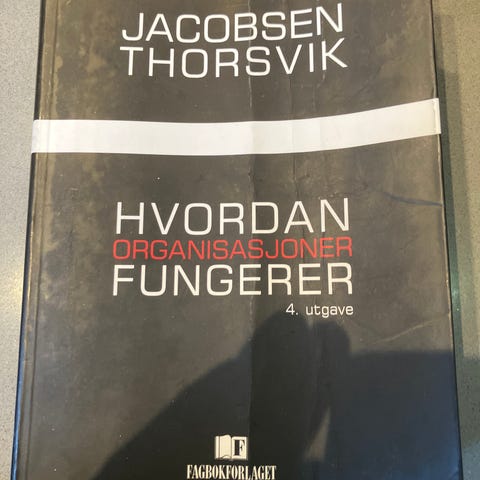 JACOBSEN
THORSVIK
HVORDAN
ORGANISASJONER
FUNGERER
4. utgave
F
FAGBOKFORLAGET